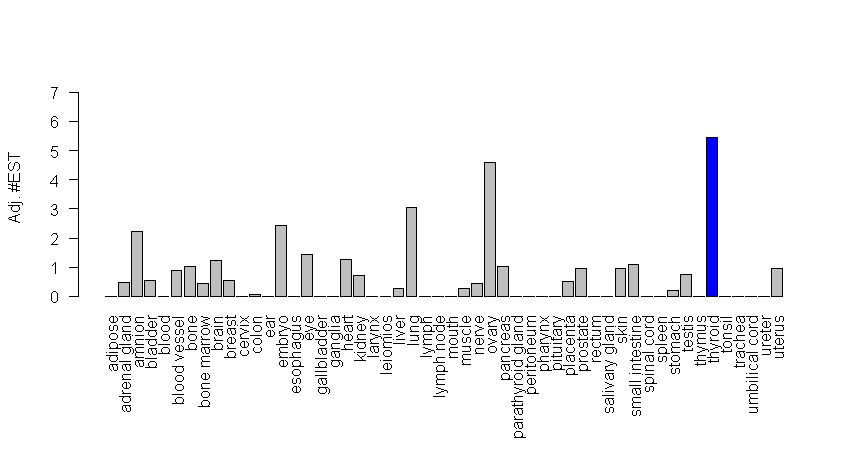 Adj. #EST
7
6
5
4
3
2
1
0
adipose
adrenal gland
amnion
bladder
blood
blood vessel
bone
bone marrow
brain
breast
cervix
colon
ear
embryo
esophagus
eye
gallbladder
ganglia
heart
kidney
larynx
leiomios
liver
lung
lymph
lymph node
mouth
muscle
nerve
ovary
pancreas
parathyroid gland
peritoneum
pharynx
pituitary
placenta
prostate
rectum
salivary gland
skin
small intestine
spinal cord
spleen
stomach
testis
thymus
thyroid
tonsil
trachea
umbilical cord
ureter
uterus